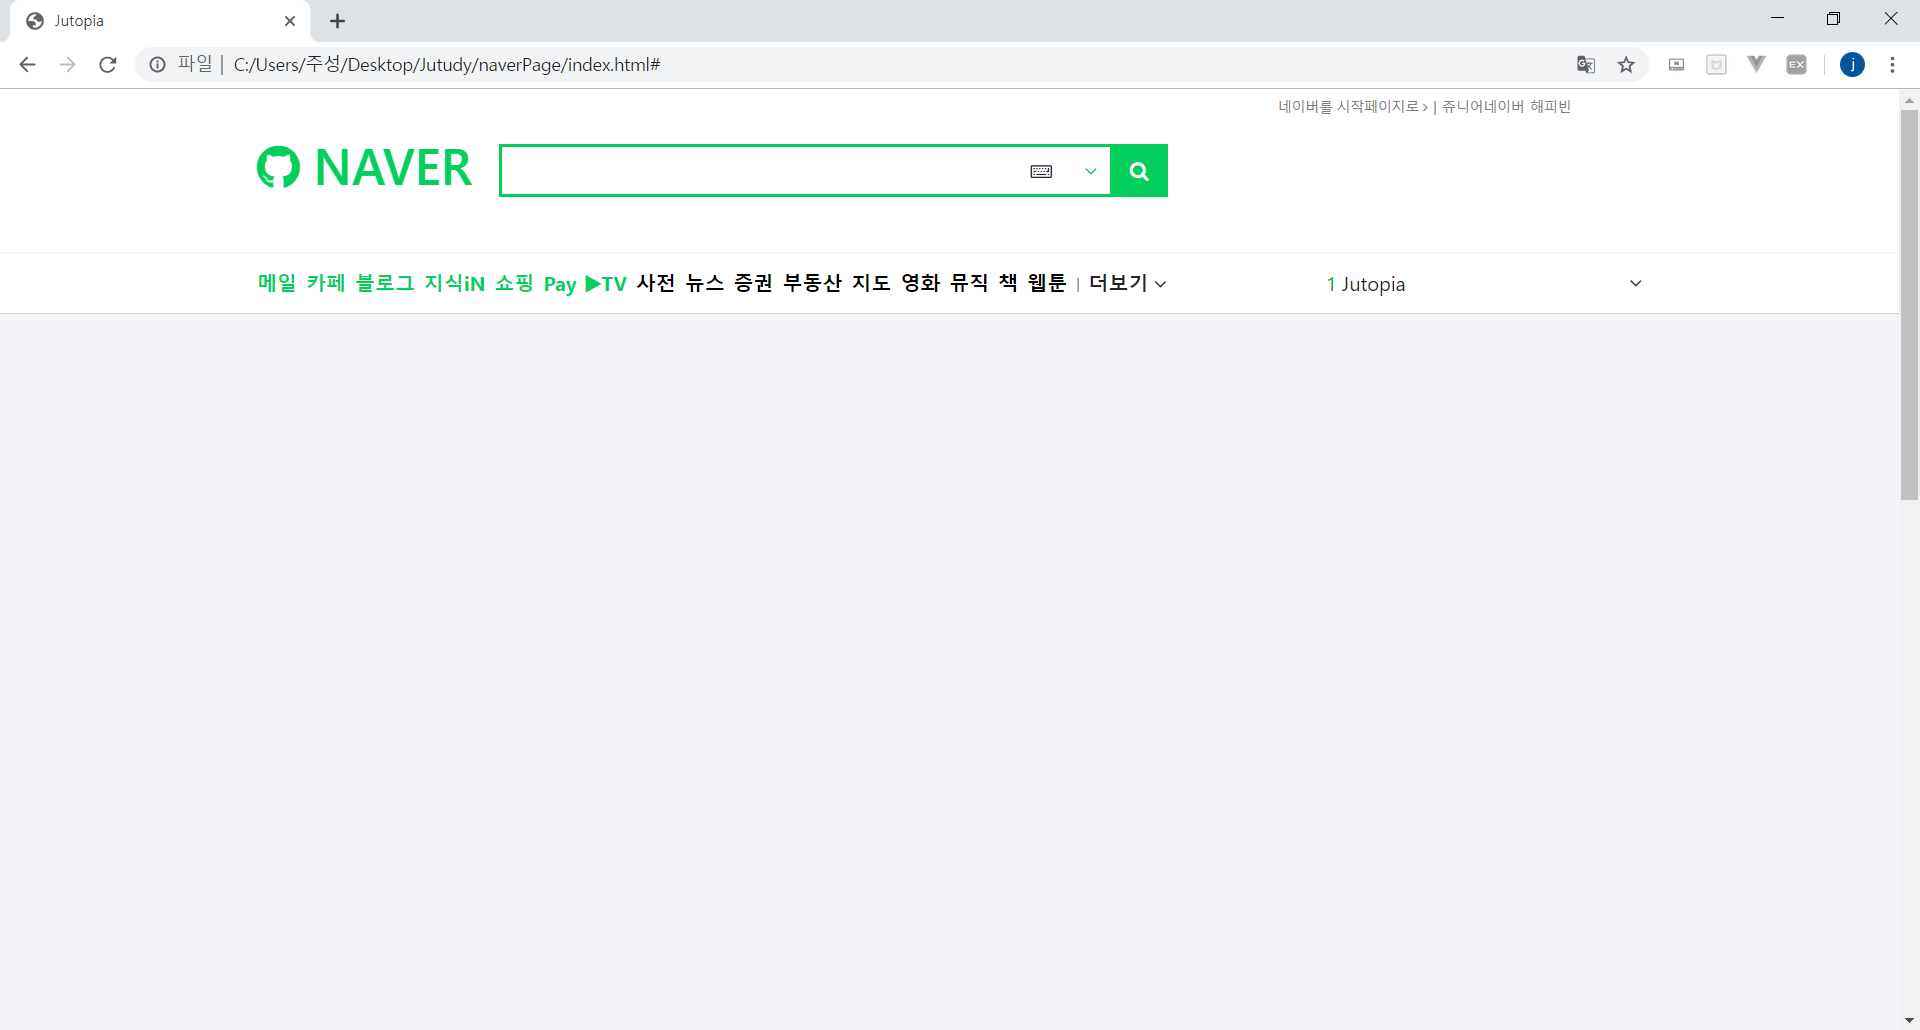 Jutopia
파일 | C:/Users/주성/Desktop/Jutudy/naverPage/index.html#
EX
j
네이버를 시작페이지로 > | 쥬니어네이버 해피빈
NAVER
메일 카페 블로그 지식iN 쇼핑 Pay ▶TV 사전 뉴스 증권 부동산 지도 영화 뮤직 책 웹툰 | 더보기
1 Jutopia